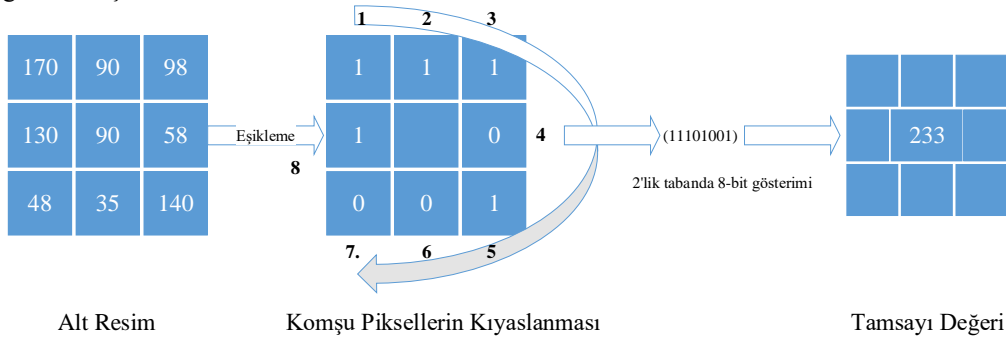 1 2 3
170 90 98
1 1 1
130 90 58
Eşikleme
1 0
4
(11101001)
233
8
2'lik tabanda 8-bit gösterimi
48 35 140
0 0 1
7. 6 5
Alt Resim
Komşu Piksellerin Kıyaslanması
Tamsayı Değeri